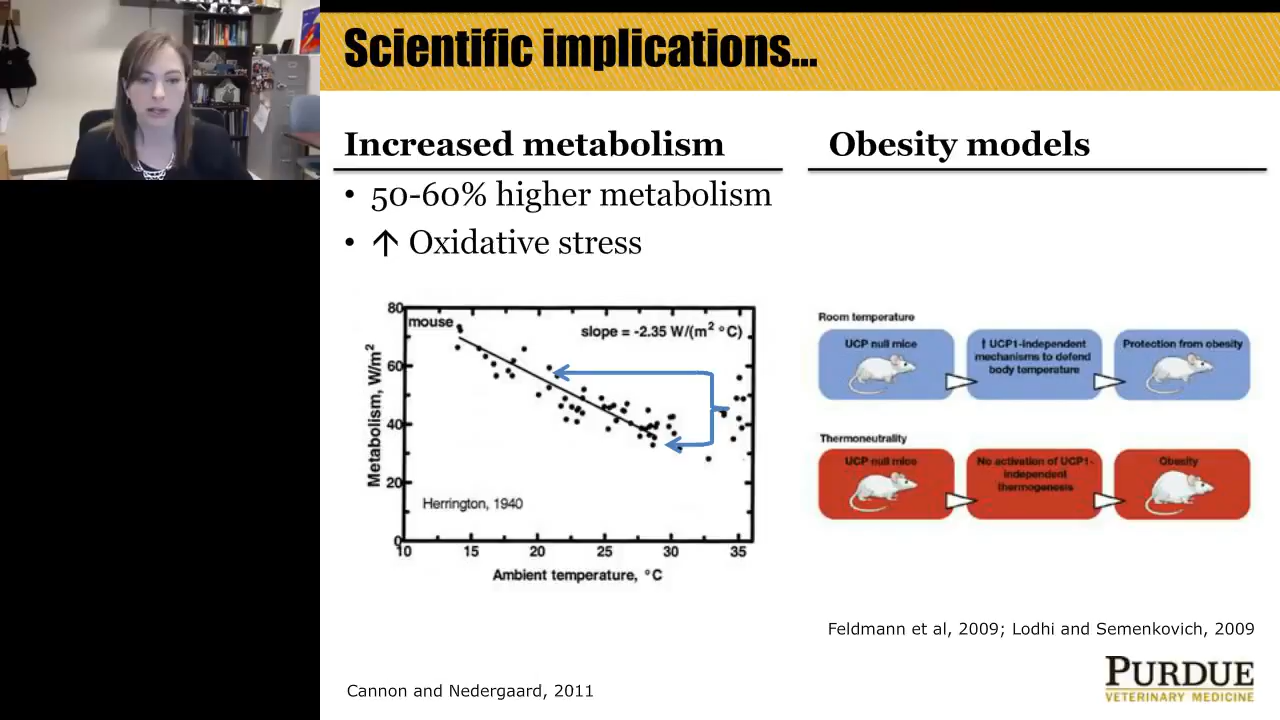 Scientific implications...
Increased metabolism
• 50-60% higher metabolism
• ↑ Oxidative stress
80
60
40
20
0
mouse
slope = -2.35 W/(m² °C)
Metabolism, W/m²
Herrington, 1940
10 15 20 25 30 35
Ambient temperature, °C
Cannon and Nedergaard, 2011
Obesity models
Room temperature
UCP null mice
↑ UCP1-independent
mechanisms to defend
body temperature
Protection from obesity
Thermoneutrality
UCP null mice
No activation of UCP1-
independent
thermogenesis
Obesity
Feldmann et al, 2009; Lodhi and Semenkovich, 2009
PURDUE
VETERINARY MEDICINE